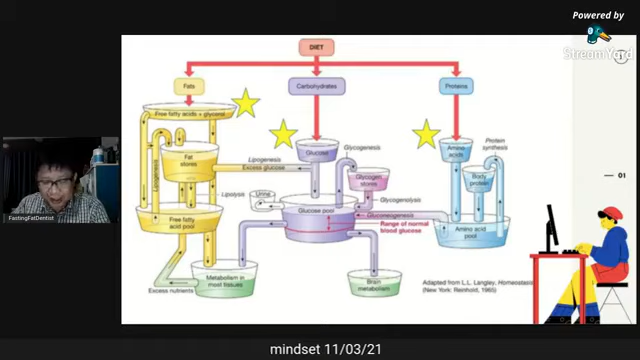 Powered by
StreamYard
DIET
Fats
Carbohydrates
Proteins
Free fatty acids + glycerol
Glucose
Amino
acids
Protein
synthesis
Glycogenesis
Fat
stores
Lipogenesis
Excess glucose
Lipogenesis
Glycogen
stores
Body
protein
Lipolysis
Urine
Glycogenolysis
Glucose pool
Gluconeogenesis
Range of normal
blood glucose
Free fatty
acid pool
Amino acid
pool
Metabolism in
most tissues
Brain
metabolism
Excess nutrients
Adapted from L.L. Langley, Homeostasis
(New York: Reinhold, 1965)
01
FastingFatDentist
mindset 11/03/21